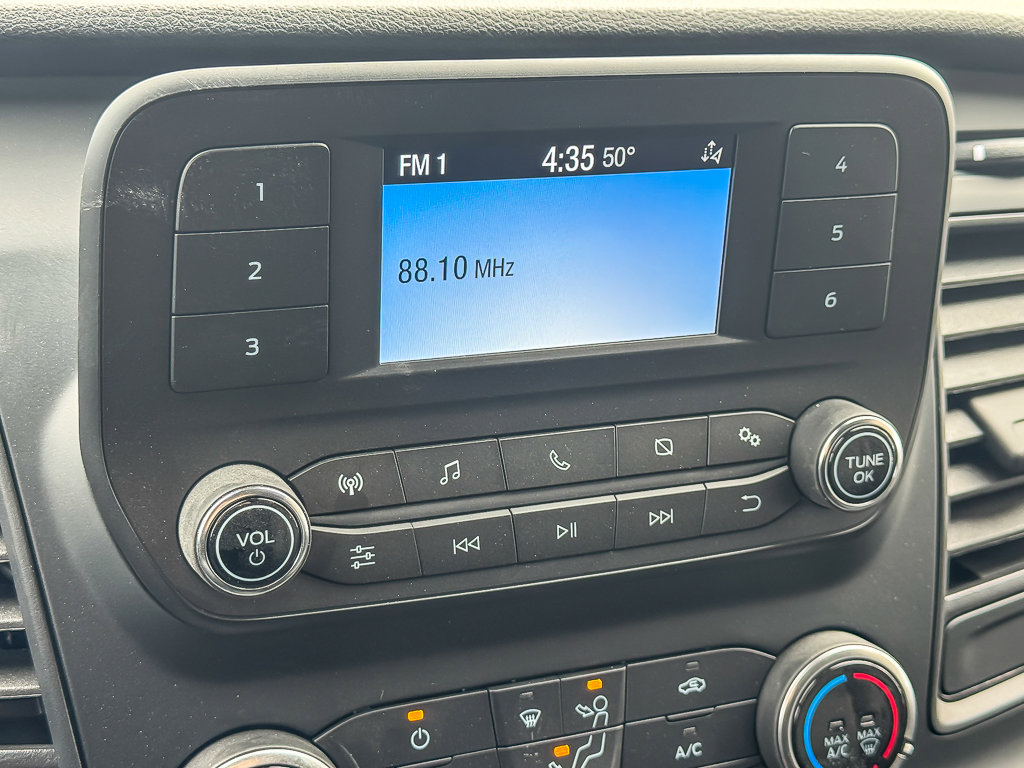 FM 1 4:35 50°
88.10 MHz
1
2
3
4
5
6
VOL
TUNE
OK
A/C
MAX
A/C
MAX